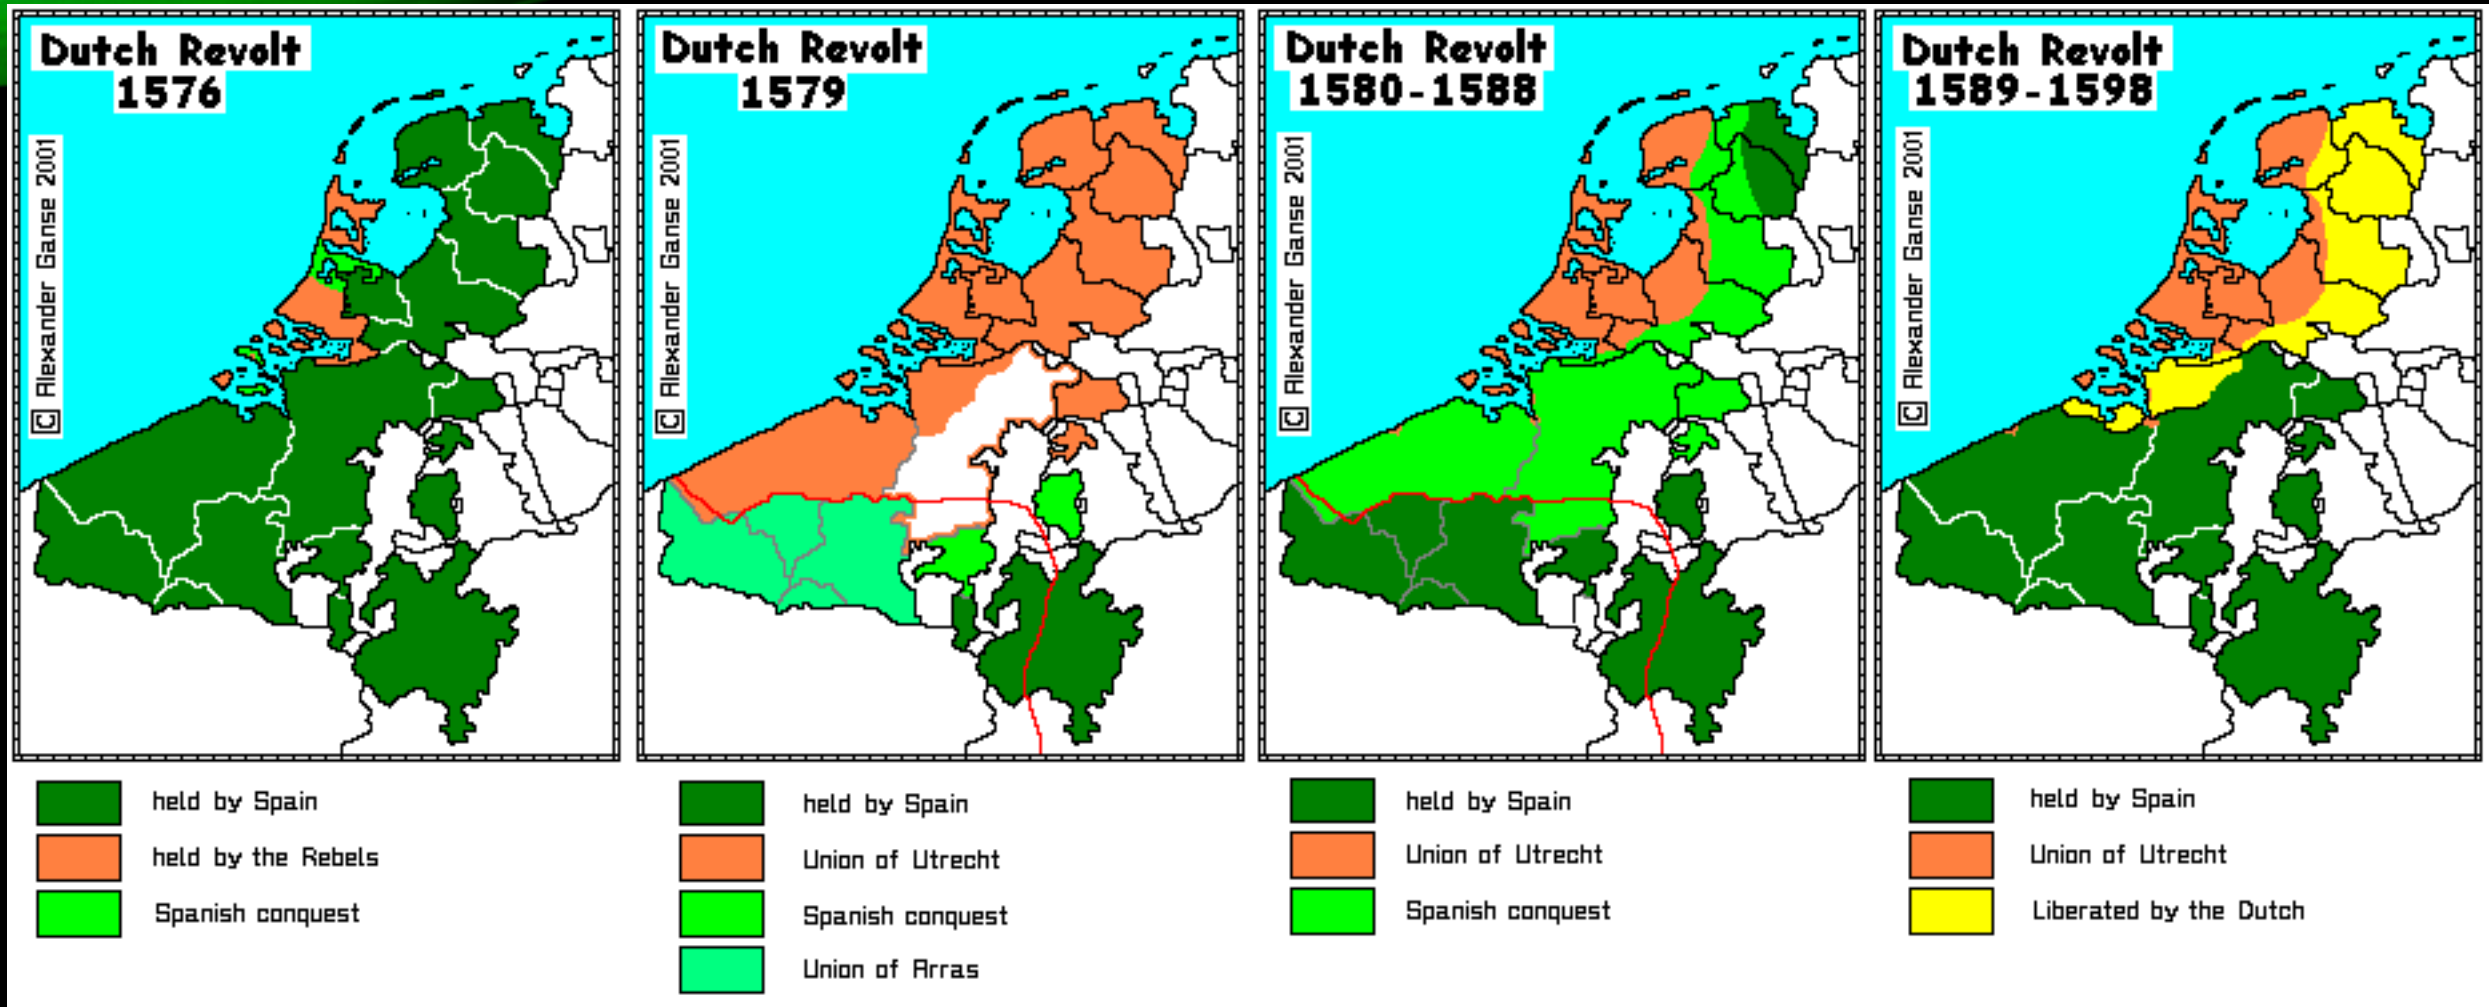 Dutch Revolt
1576
© Alexander Ganse 2001
held by Spain
held by the Rebels
Spanish conquest
Dutch Revolt
1579
© Alexander Ganse 2001
held by Spain
Union of Utrecht
Spanish conquest
Union of Arras
Dutch Revolt
1580-1588
© Alexander Ganse 2001
held by Spain
Union of Utrecht
Spanish conquest
Dutch Revolt
1589-1598
© Alexander Ganse 2001
held by Spain
Union of Utrecht
Liberated by the Dutch